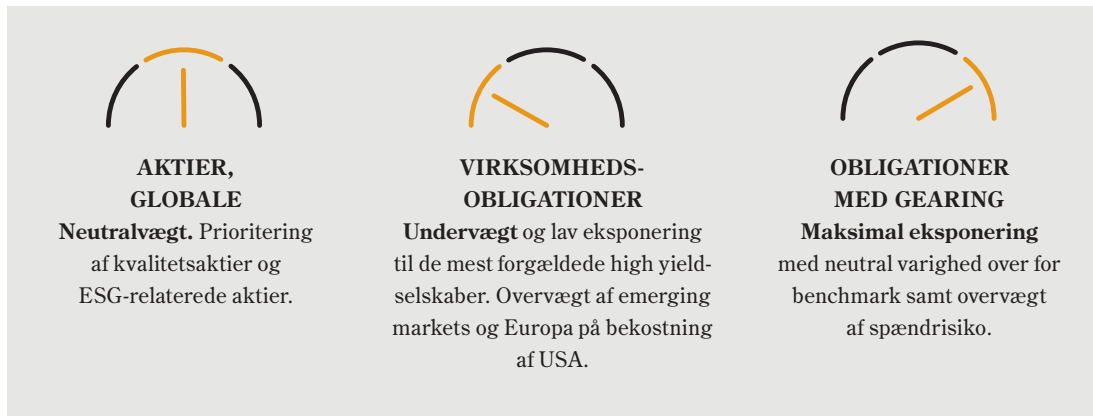 AKTIER,
GLOBALE
Neutralvægt. Prioritering
af kvalitetsaktier og
ESG-relaterede aktier.
VIRKSOMHEDS-
OBLIGATIONER
Undervægt og lav eksponering
til de mest forgældede high yield-
selskaber. Overvægt af emerging
markets og Europa på bekostning
af USA.
OBLIGATIONER
MED GEARING
Maksimal eksponering
med neutral varighed over for
benchmark samt overvægt
af spændrisiko.